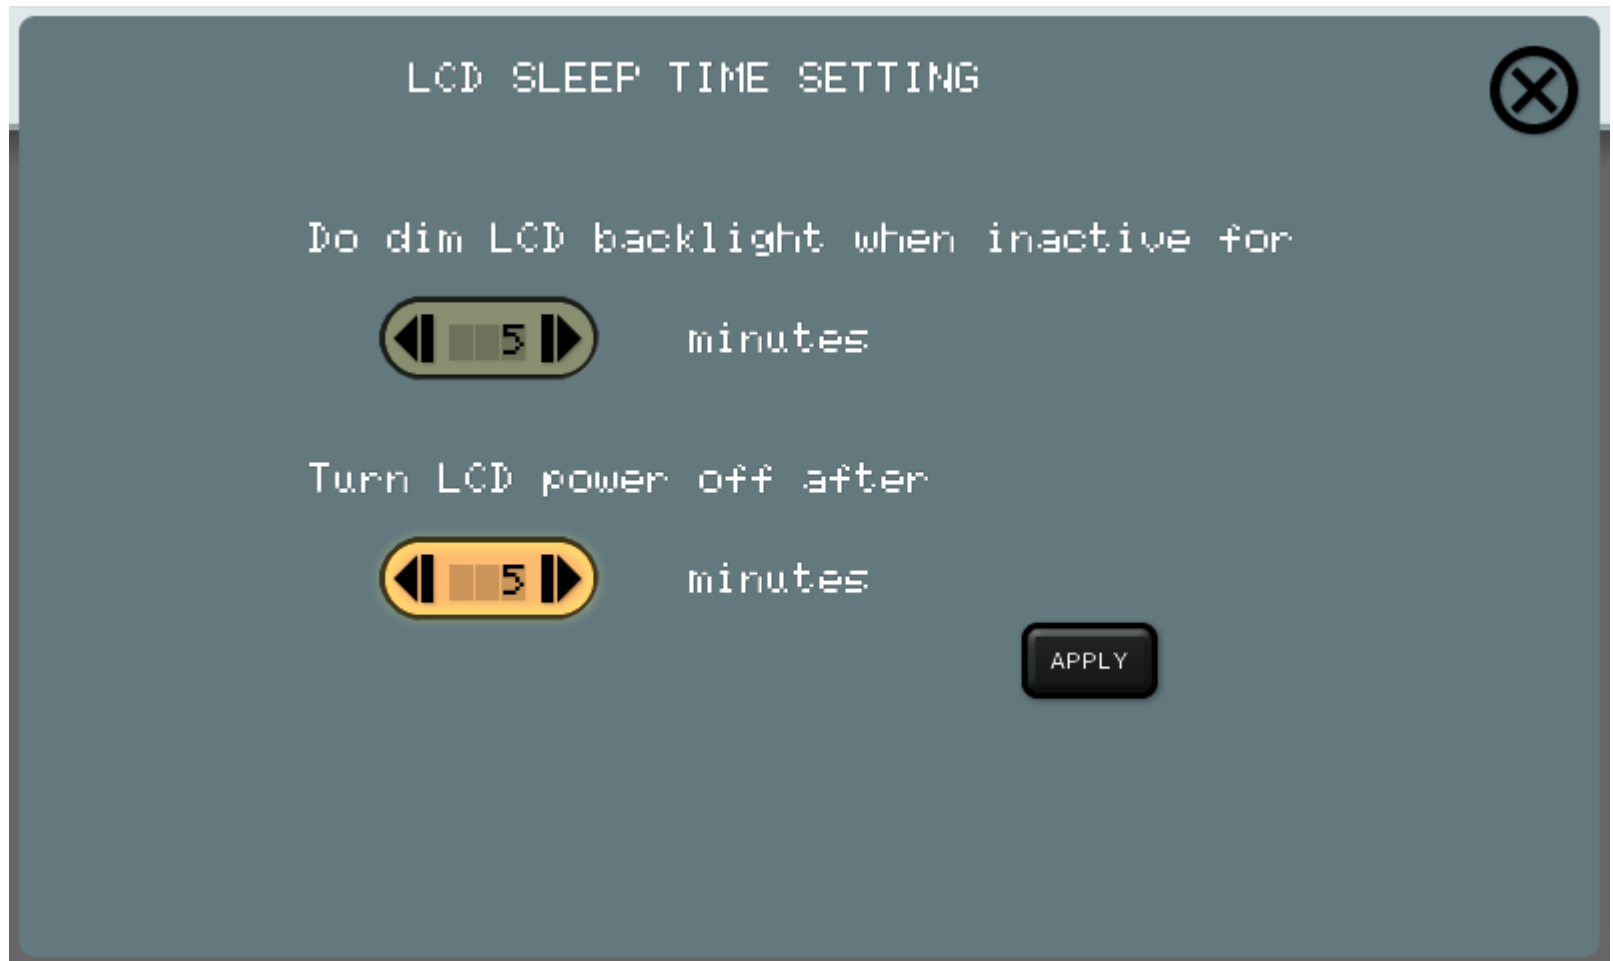 LCD SLEEP TIME SETTING
Do dim LCD backlight when inactive for
5 minutes
Turn LCD power off after
5 minutes
APPLY